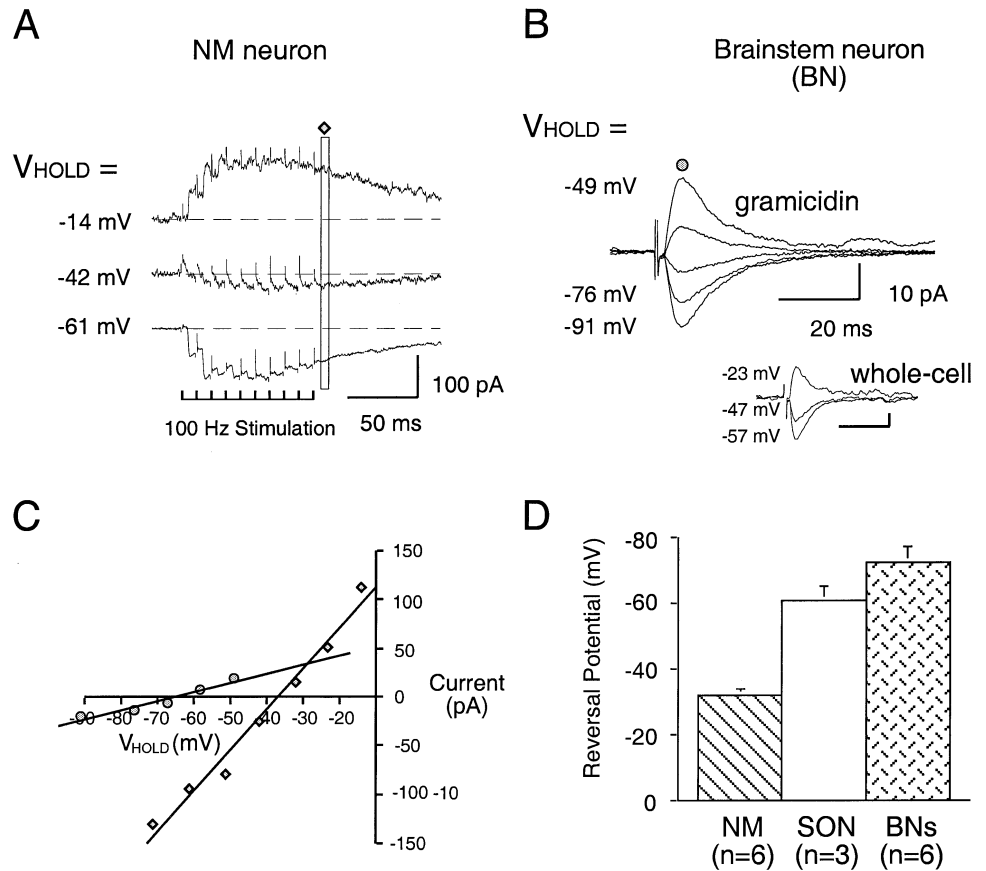 A
NM neuron
VHOLD =
-14 mV
-42 mV
-61 mV
100 pA
50 ms
100 Hz Stimulation
B
Brainstem neuron
(BN)
VHOLD =
-49 mV
gramicidin
-76 mV
-91 mV
10 pA
20 ms
-23 mV
whole-cell
-47 mV
-57 mV
C
150
100
50
0
-50
-100 -10
-150
Current
(pA)
-90 -80 -70 -60 -50 -40 -30 -20
VHOLD (mV)
D
Reversal Potential (mV)
-80
-60
-40
-20
0
NM SON BNs
(n=6) (n=3) (n=6)